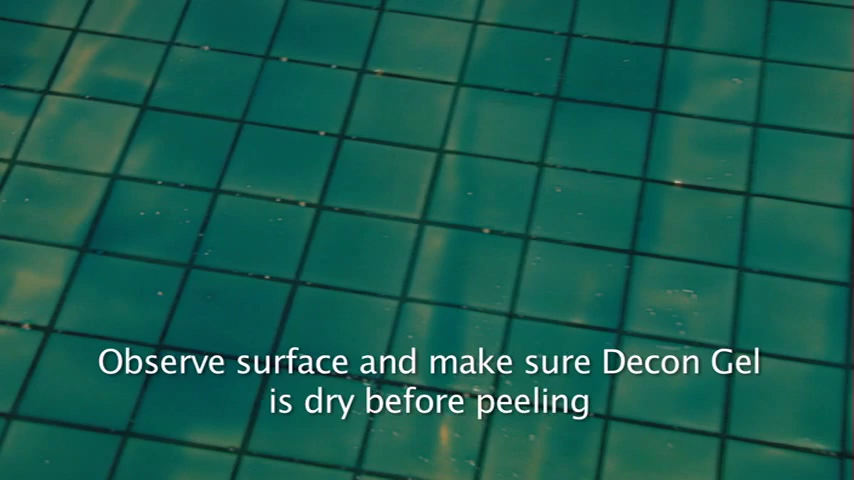 Observe surface and make sure Decon Gel
is dry before peeling